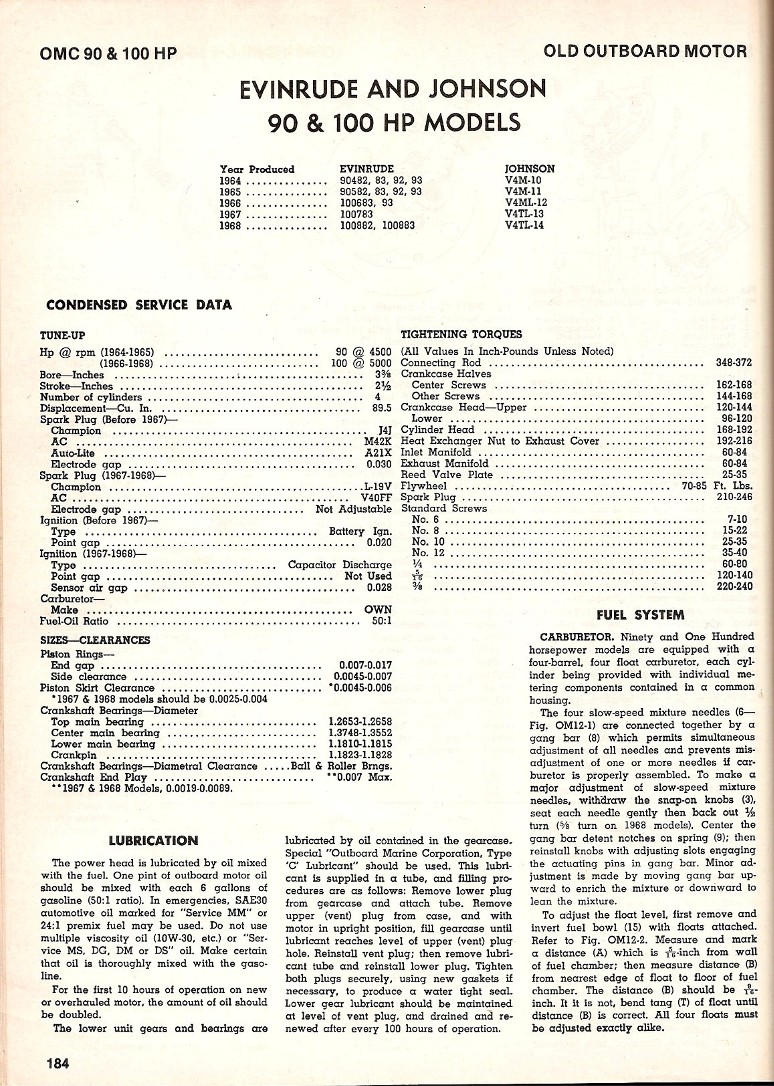 OMC 90 & 100 HP
OLD OUTBOARD MOTOR
EVINRUDE AND JOHNSON
90 & 100 HP MODELS
Year Produced EVINRUDE JOHNSON
1964 ............... 90482, 83, 92, 93 V4M-10
1965 ............... 90582, 83, 92, 93 V4M-11
1966 ............... 100683, 93 V4ML-12
1967 ............... 100783 V4TL-13
1968 ............... 100882, 100883 V4TL-14
CONDENSED SERVICE DATA
TUNE-UP
Hp @ rpm (1964-1965) ............ 90 @ 4500
(1966-1968) ............ 100 @ 5000
Bore—Inches ............ 3⅜
Stroke—Inches ............ 2½
Number of cylinders ............ 4
Displacement—Cu. In. ............ 89.5
Spark Plug (Before 1967)—
Champion ............ J4J
AC ............ M42K
Auto-Lite ............ A21X
Electrode gap ............ 0.030
Spark Plug (1967-1968)—
Champion ............ L-19V
AC ............ V40FF
Electrode gap ............ Not Adjustable
Ignition (Before 1967)—
Type ............ Battery Ign.
Point gap ............ 0.020
Ignition (1967-1968)—
Type ............ Capacitor Discharge
Point gap ............ Not Used
Sensor air gap ............ 0.028
Carburetor—
Make ............ OWN
Fuel-Oil Ratio ............ 50:1
SIZES—CLEARANCES
Piston Rings—
End gap ............ 0.007-0.017
Side clearance ............ 0.0045-0.007
Piston Skirt Clearance ............ *0.0045-0.006
*1967 & 1968 models should be 0.0025-0.004
Crankshaft Bearings—Diameter
Top main bearing ............ 1.2653-1.2658
Center main bearing ............ 1.3748-1.3552
Lower main bearing ............ 1.1810-1.1815
Crankpin ............ 1.1823-1.1828
Crankshaft Bearings—Diametral Clearance .....Ball & Roller Brngs.
Crankshaft End Play ............ **0.007 Max.
**1967 & 1968 Models, 0.0019-0.0089.
TIGHTENING TORQUES
(All Values In Inch-Pounds Unless Noted)
Connecting Rod ............ 348-372
Crankcase Halves
Center Screws ............ 162-168
Other Screws ............ 144-168
Crankcase Head—Upper ............ 120-144
Lower ............ 96-120
Cylinder Head ............ 168-192
Heat Exchanger Nut to Exhaust Cover ............ 192-216
Inlet Manifold ............ 60-84
Exhaust Manifold ............ 60-84
Reed Valve Plate ............ 25-35
Flywheel ............ 70-85 Ft. Lbs.
Spark Plug ............ 210-246
Standard Screws
No. 6 ............ 7-10
No. 8 ............ 15-22
No. 10 ............ 25-35
No. 12 ............ 35-40
¼ ............ 60-80
5/16 ............ 120-140
⅜ ............ 220-240
LUBRICATION
The power head is lubricated by oil mixed
with the fuel. One pint of outboard motor oil
should be mixed with each 6 gallons of
gasoline (50:1 ratio). In emergencies, SAE30
automotive oil marked for "Service MM" or
24:1 premix fuel may be used. Do not use
multiple viscosity oil (10W-30, etc.) or "Ser-
vice MS, DG, DM or DS" oil. Make certain
that oil is thoroughly mixed with the gaso-
line.
For the first 10 hours of operation on new
or overhauled motor, the amount of oil should
be doubled.
The lower unit gears and bearings are
lubricated by oil contained in the gearcase.
Special "Outboard Marine Corporation, Type
'C' Lubricant" should be used. This lubri-
cant is supplied in a tube, and filling pro-
cedures are as follows: Remove lower plug
from gearcase and attach tube. Remove
upper (vent) plug from case, and with
motor in upright position, fill gearcase until
lubricant reaches level of upper (vent) plug
hole. Reinstall vent plug; then remove lubri-
cant tube and reinstall lower plug. Tighten
both plugs securely, using new gaskets if
necessary, to produce a water tight seal.
Lower gear lubricant should be maintained
at level of vent plug, and drained and re-
newed after every 100 hours of operation.
FUEL SYSTEM
CARBURETOR. Ninety and One Hundred
horsepower models are equipped with a
four-barrel, four float carburetor, each cyl-
inder being provided with individual me-
tering components contained in a common
housing.
The four slow-speed mixture needles (6—
Fig. OM12-1) are connected together by a
gang bar (8) which permits simultaneous
adjustment of all needles and prevents mis-
adjustment of one or more needles if car-
buretor is properly assembled. To make a
major adjustment of slow-speed mixture
needles, withdraw the snap-on knobs (3),
seat each needle gently then back out
turn (⅝ turn on 1968 models). Center the
gang bar detent notches on spring (9); then
reinstall knobs with adjusting slots engaging
the actuating pins in gang bar. Minor ad-
justment is made by moving gang bar up-
ward to enrich the mixture or downward to
lean the mixture.
To adjust the float level, first remove and
invert fuel bowl (15) with floats attached.
Refer to Fig. OM12-2. Measure and mark
a distance (A) which is -inch from wall
of fuel chamber; then measure distance (B)
from nearest edge of float to floor of fuel
chamber. The distance (B) should be 9/16-
inch. It it is not, bend tang (T) of float until
distance (B) is correct. All four floats must
be adjusted exactly alike.
184